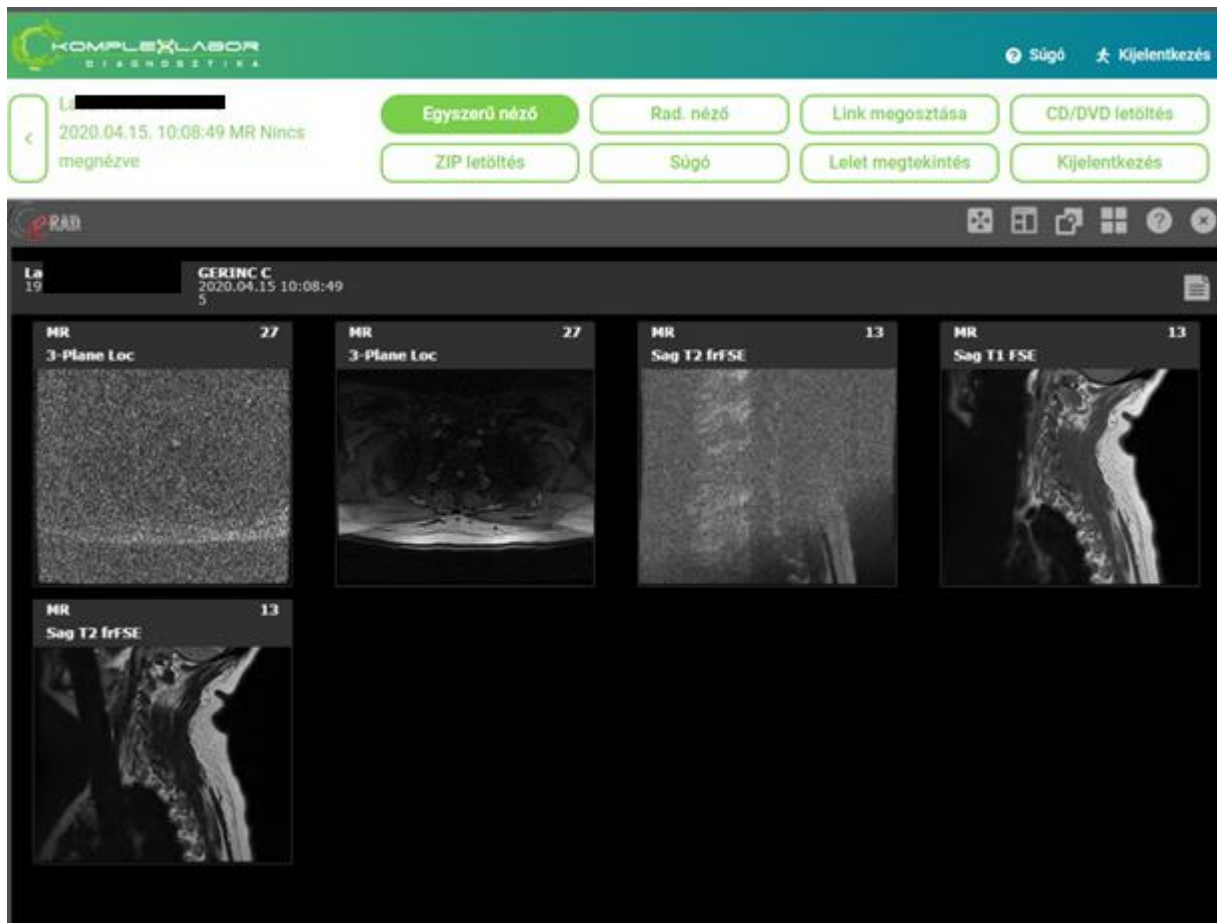 KOMPLEXLABOR
DIAGNOSZTIKA
Súgó
Kijelentkezés
La
2020.04.15. 10:08:49 MR Nincs
megnézve
Egyszerű néző
Rad. néző
Link megosztása
CD/DVD letöltés
ZIP letöltés
Súgó
Lelet megtekintés
Kijelentkezés
eRAD
La
19
GERINC C
2020.04.15 10:08:49
5
MR 27
3-Plane Loc
MR 27
3-Plane Loc
MR 13
Sag T2 frFSE
MR 13
Sag T1 FSE
MR 13
Sag T2 frFSE